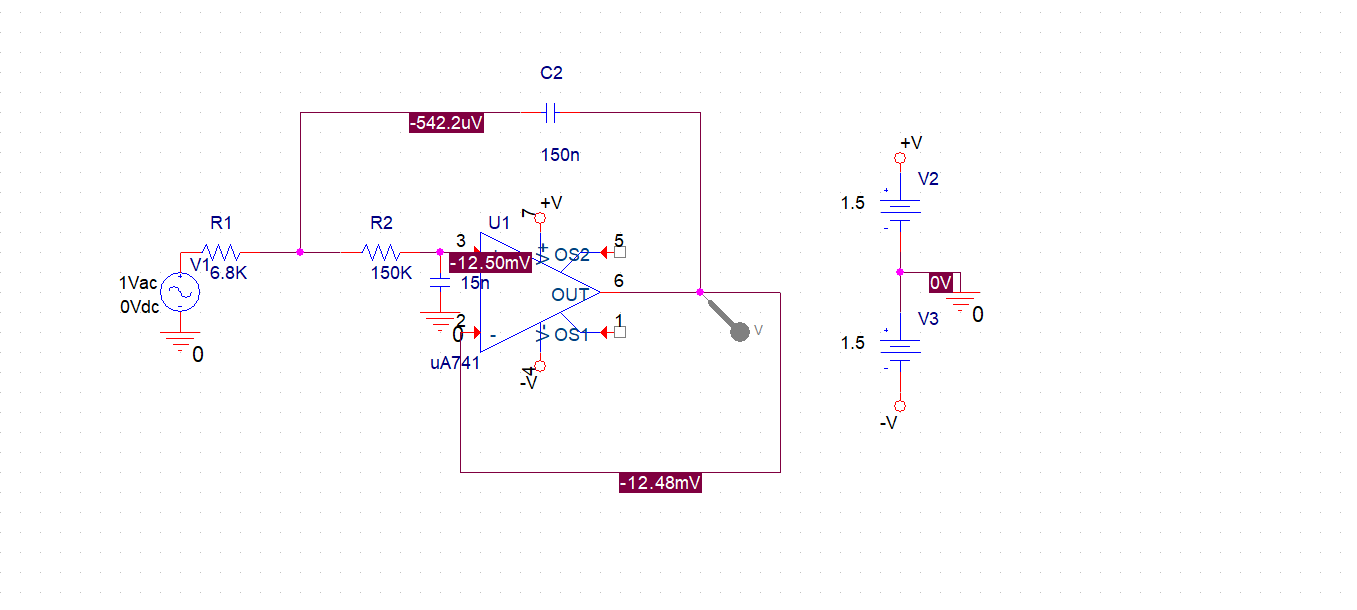 C2
-542.2uV
150n
+V
+V
V2
7
1.5
R1
R2
U1
3
5
OS2
V+
-12.50mV
V1
6.8K
150K
15n
1Vac
0Vdc
OUT
6
0V
0
V3
2
0
-
V-
OS1
1
V
1.5
0
uA741
4
-V
-V
-12.48mV